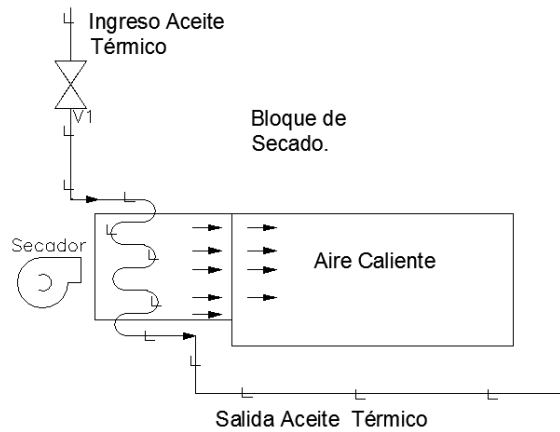 Ingreso Aceite
Térmico
V1
Bloque de
Secado.
Secador
Aire Caliente
Salida Aceite Térmico